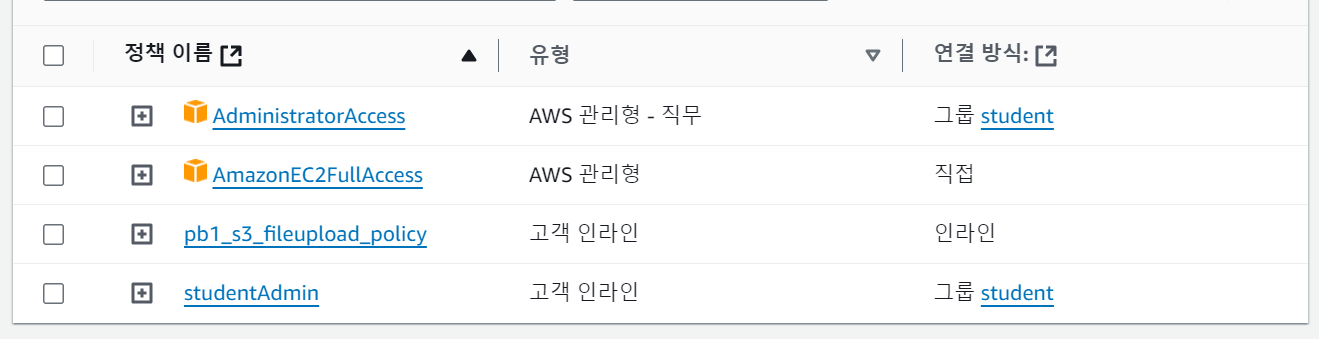 정책 이름 유형 연결 방식:
AdministratorAccess AWS 관리형 - 직무 그룹 student
AmazonEC2FullAccess AWS 관리형 직접
pb1_s3_fileupload_policy 고객 인라인 인라인
studentAdmin 고객 인라인 그룹 student